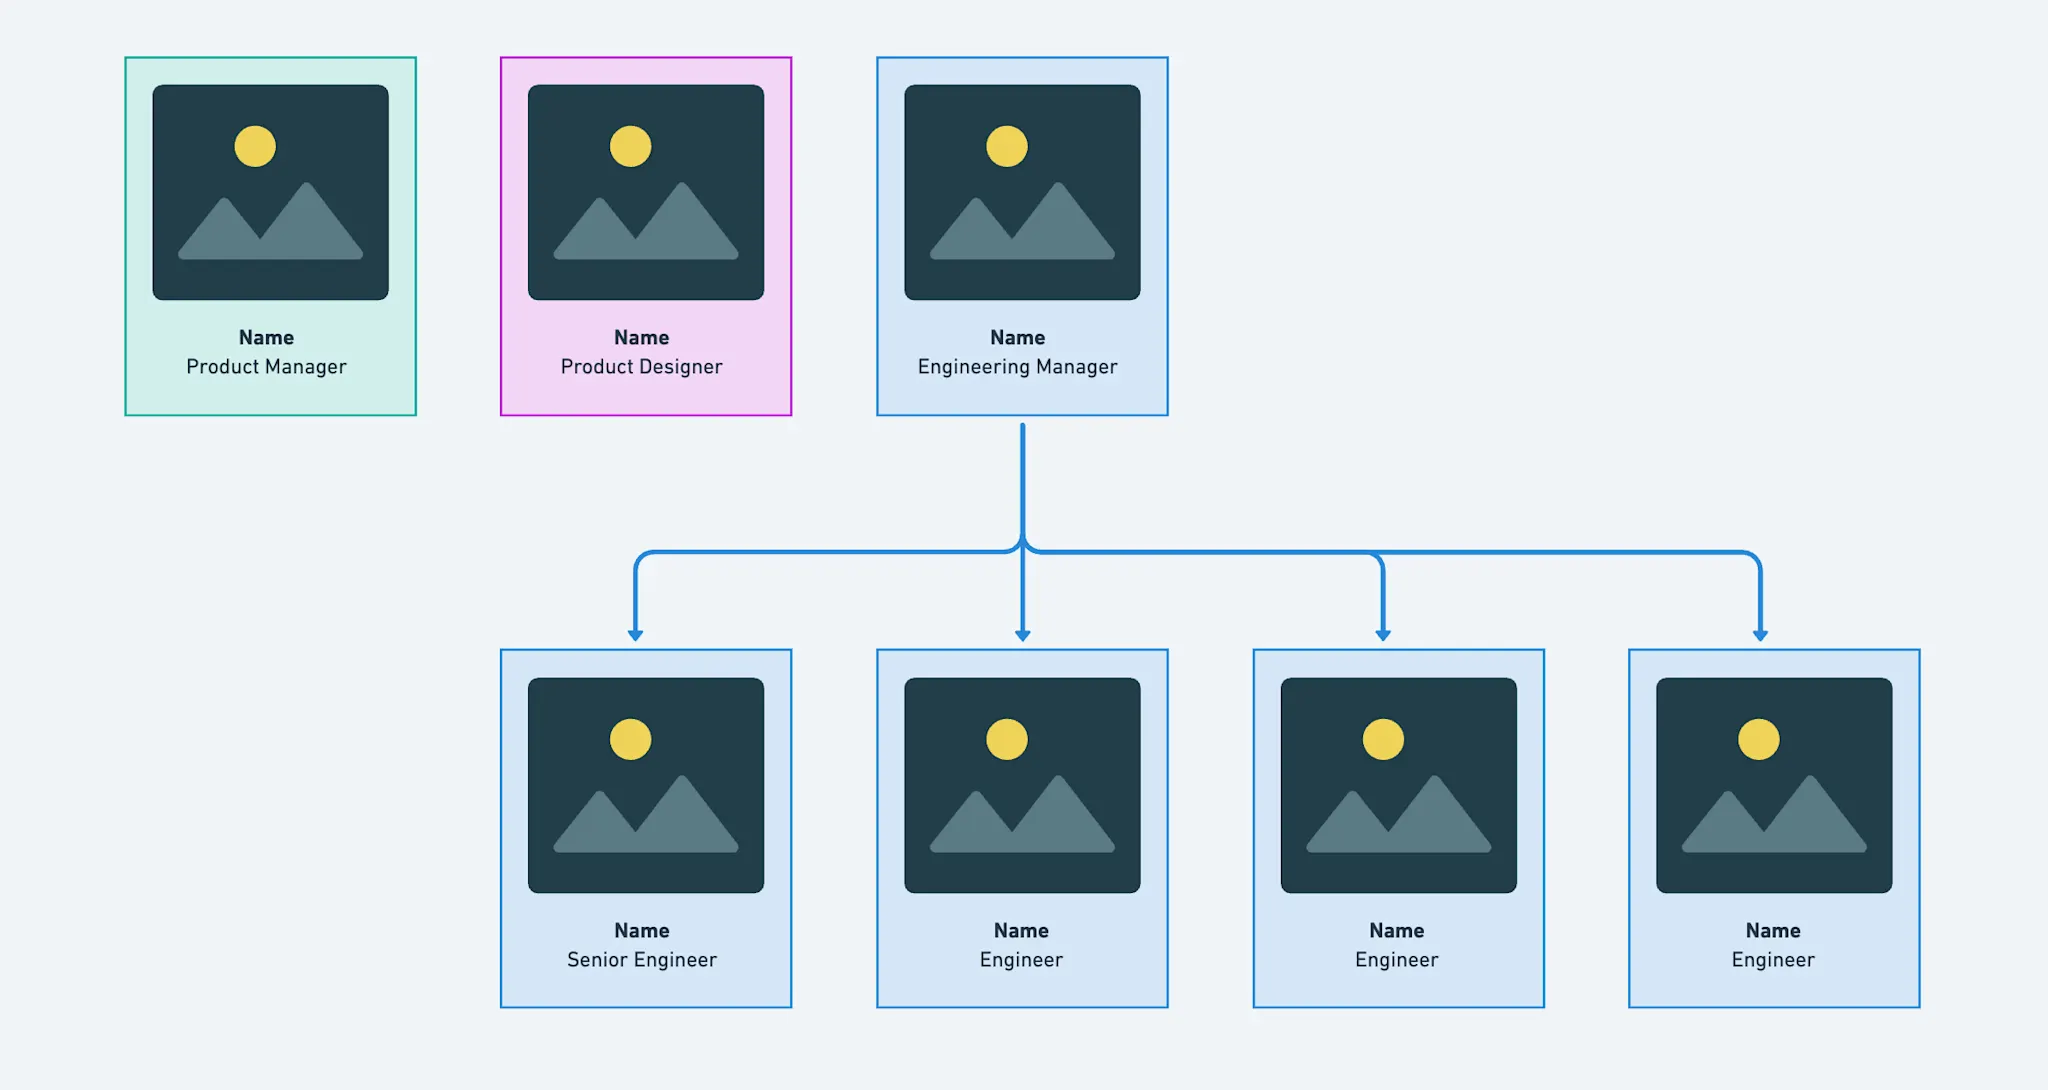 Name
Product Manager
Name
Product Designer
Name
Engineering Manager
Name
Senior Engineer
Name
Engineer
Name
Engineer
Name
Engineer